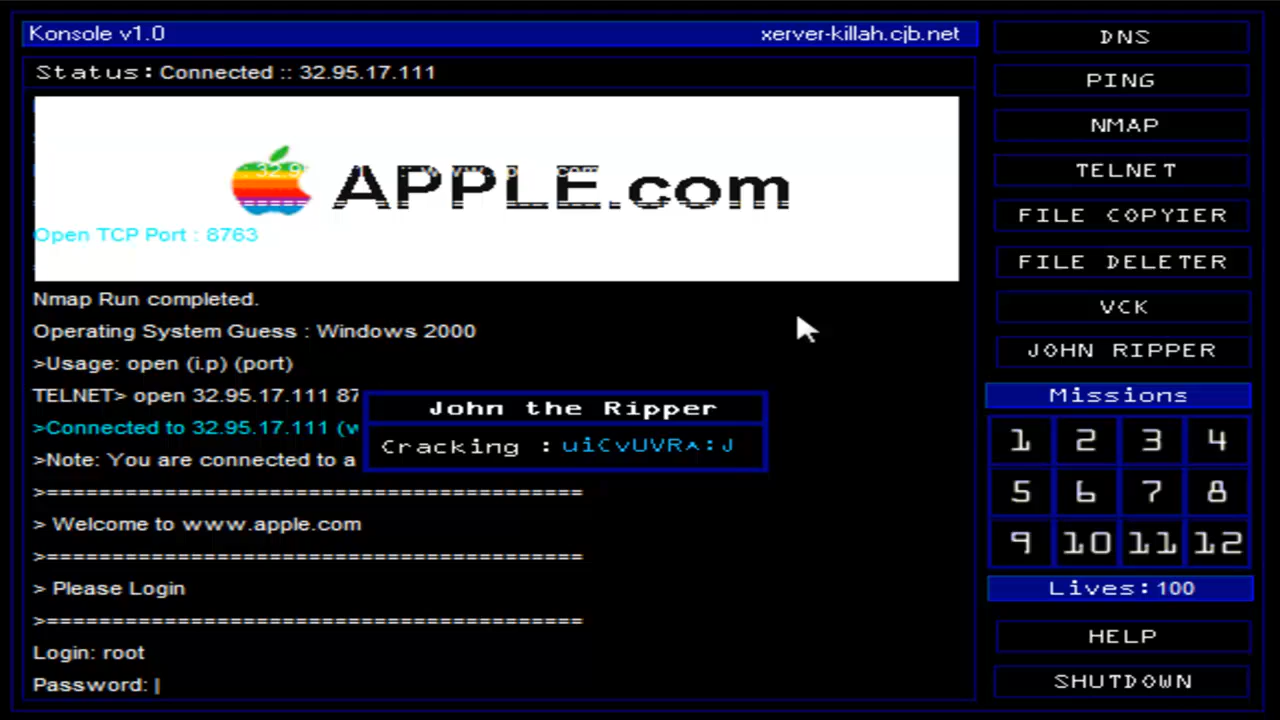 Konsole v1.0
xerver-killah.cjb.net
Status: Connected :: 32.95.17.111
APPLE.com
Open TCP Port : 8763
Nmap Run completed.
Operating System Guess : Windows 2000
>Usage: open (i.p) (port)
TELNET> open 32.95.17.111 87
>Connected to 32.95.17.111 (w
>Note: You are connected to a
>=========================================
> Welcome to www.apple.com
>=========================================
> Please Login
>=========================================
Login: root
Password: |
John the Ripper
Cracking : uiCvUVR^:J
DNS
PING
NMAP
TELNET
FILE COPYIER
FILE DELETER
VCK
JOHN RIPPER
Missions
1 2 3 4
5 6 7 8
9 10 11 12
Lives:100
HELP
SHUTDOWN